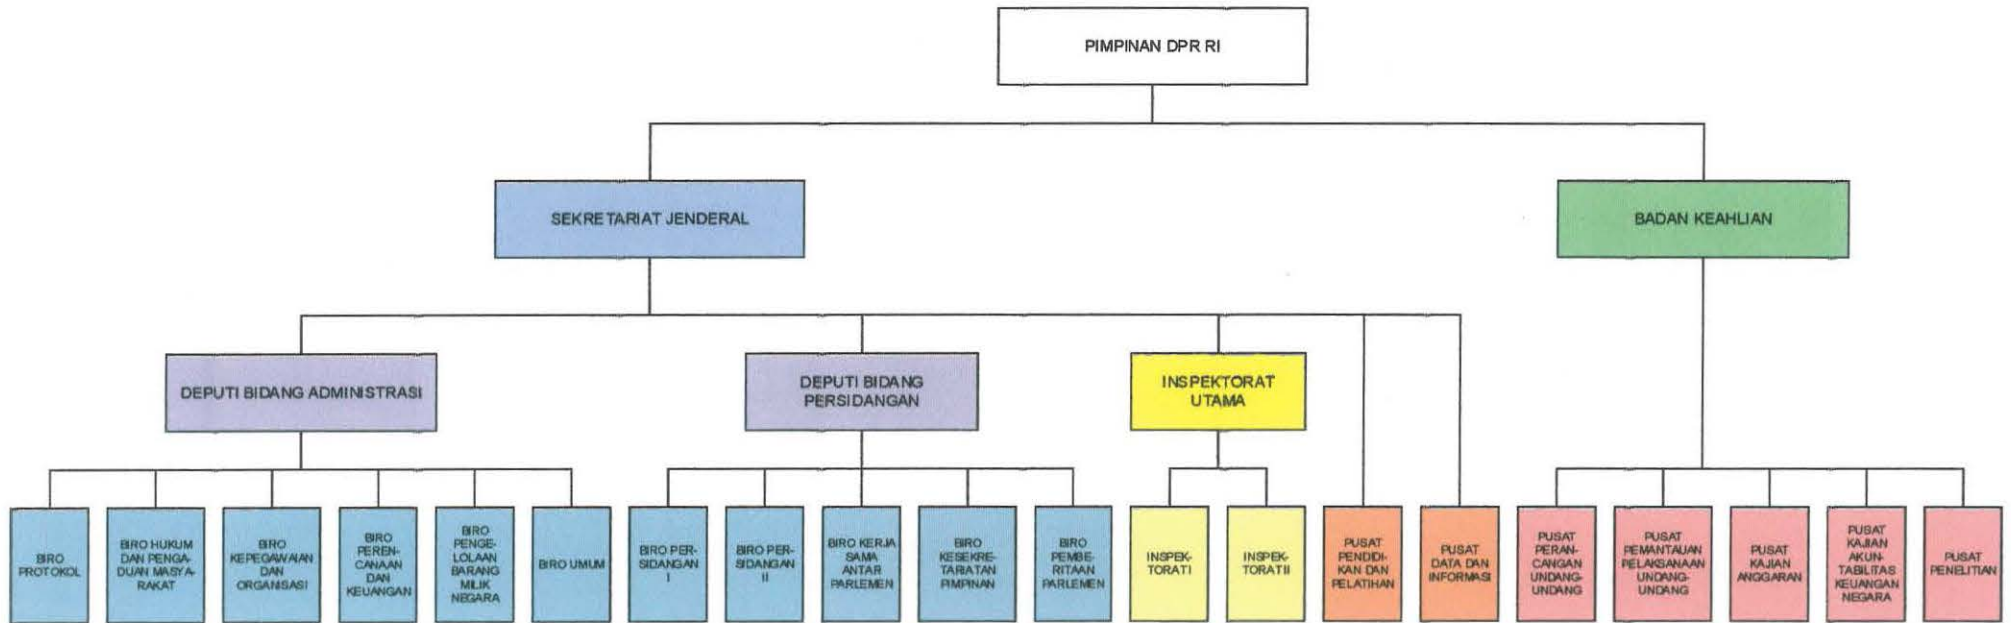 PIMPINAN DPR RI
SEKRETARIAT JENDERAL
BADAN KEAHLIAN
DEPUTI BIDANG ADMINISTRASI
DEPUTI BIDANG
PERSIDANGAN
INSPEKTORAT
UTAMA
BIRO
PROTOKOL
BIRO HUKUM
DAN PENGA-
DUAN MASYA-
RAKAT
BIRO
KEPEGAWAIAN
DAN
ORGANISASI
BIRO
PEREN-
CANAAN
DAN
KEUANGAN
BIRO
PENGE-
LOLAAN
BARANG
MILIK
NEGARA
BIRO UMUM
BIRO PER-
SIDANGAN
I
BIRO PER-
SIDANGAN
II
BIRO KERJA
SAMA
ANTAR
PARLEMEN
BIRO
KESEKRE-
TARIATAN
PIMPINAN
BIRO
PEMBE-
RITAAN
PARLEMEN
INSPEK-
TORAT I
INSPEK-
TORAT II
PUSAT
PENDIDI-
KAN DAN
PELATIHAN
PUSAT
DATA DAN
INFORMASI
PUSAT
PERAN-
CANGAN
UNDANG-
UNDANG
PUSAT
PEMANTAUAN
PELAKSANAAN
UNDANG-
UNDANG
PUSAT
KAJIAN
ANGGARAN
PUSAT
KAJIAN
AKUN-
TABILITAS
KEUANGAN
NEGARA
PUSAT
PENELITIAN